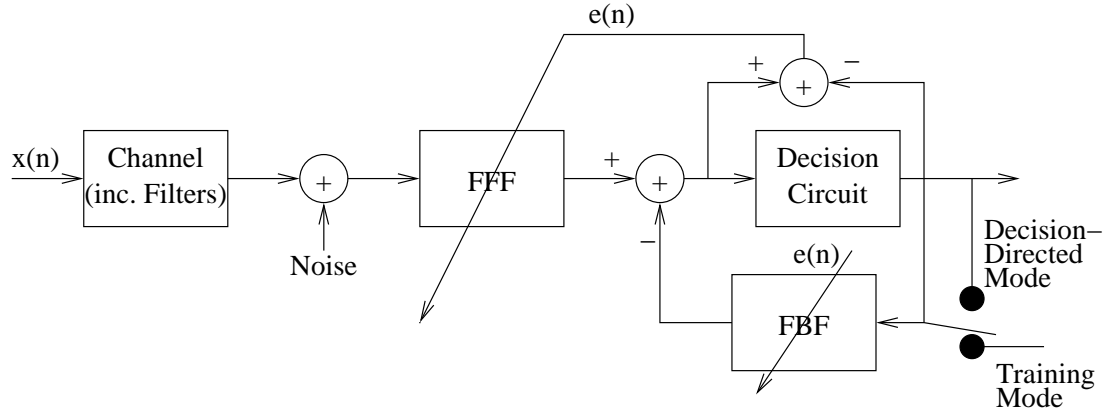 e(n)
+
−
+
x(n)
Channel
(inc. Filters)
+
Noise
FFF
+
+
−
Decision
Circuit
e(n)
FBF
Decision−
Directed
Mode
Training
Mode